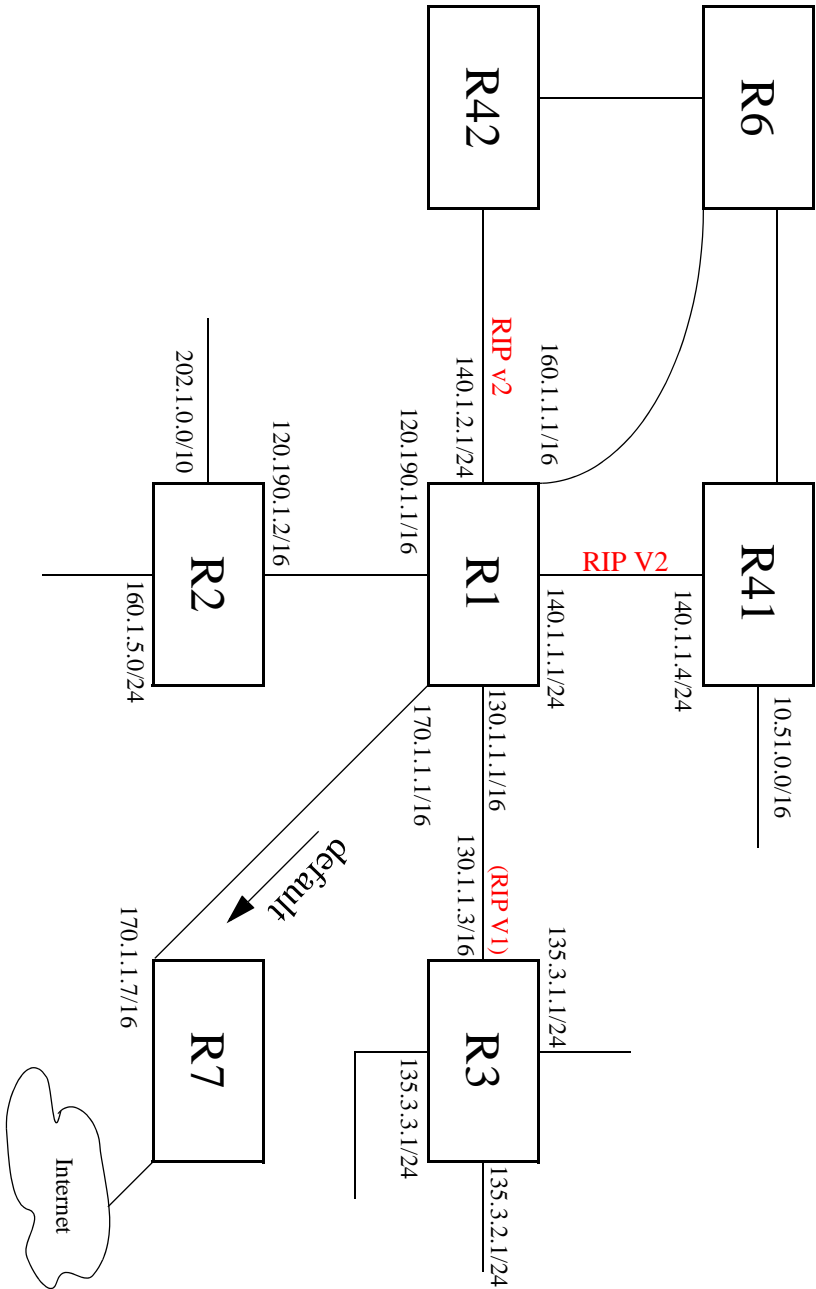 R6
R42
RIP v2
160.1.1.1/16
140.1.2.1/24
202.1.0.0/10
120.190.1.2/16
120.190.1.1/16
R41
RIP V2
R1
R2
140.1.1.4/24
140.1.1.1/24
160.1.5.0/24
10.51.0.0/16
130.1.1.1/16
170.1.1.1/16
default
(RIP V1)
130.1.1.3/16
170.1.1.7/16
135.3.1.1/24
R3
R7
135.3.3.1/24
135.3.2.1/24
Internet